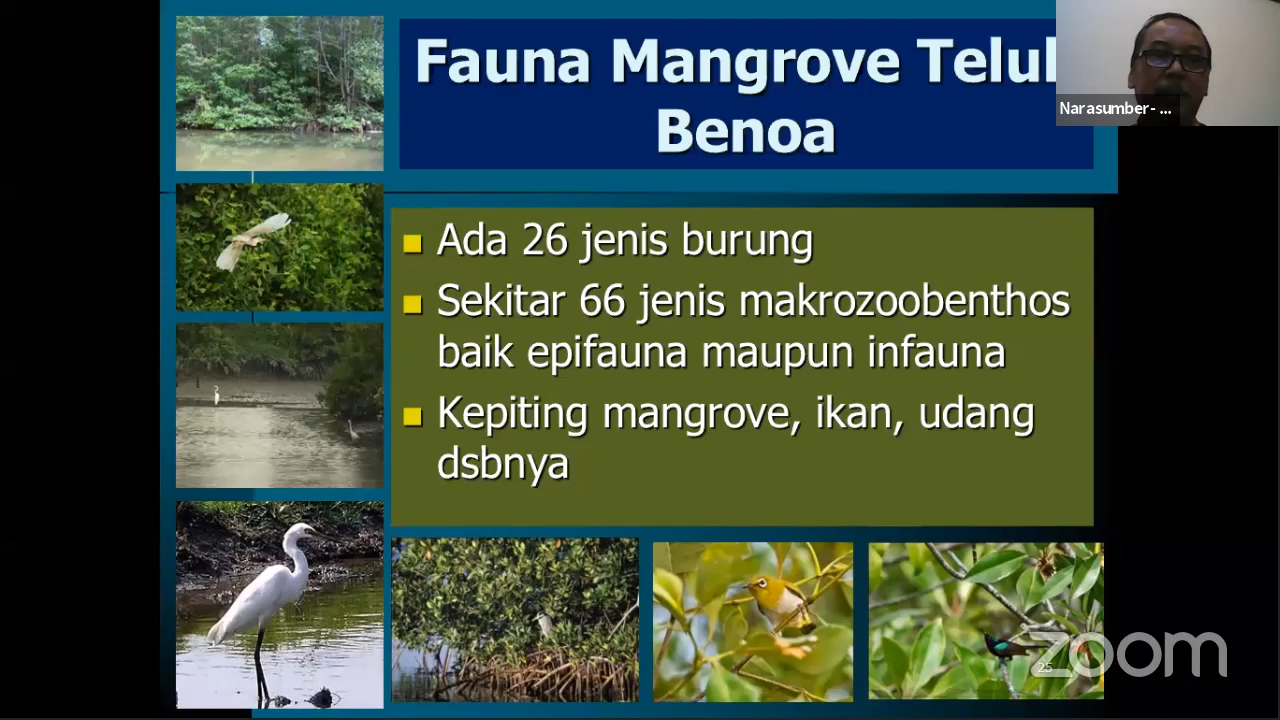 Fauna Mangrove Teluk
Benoa
Narasumber- ...
Ada 26 jenis burung
Sekitar 66 jenis makrozoobenthos
baik epifauna maupun infauna
Kepiting mangrove, ikan, udang
dsbnya
25
zoom